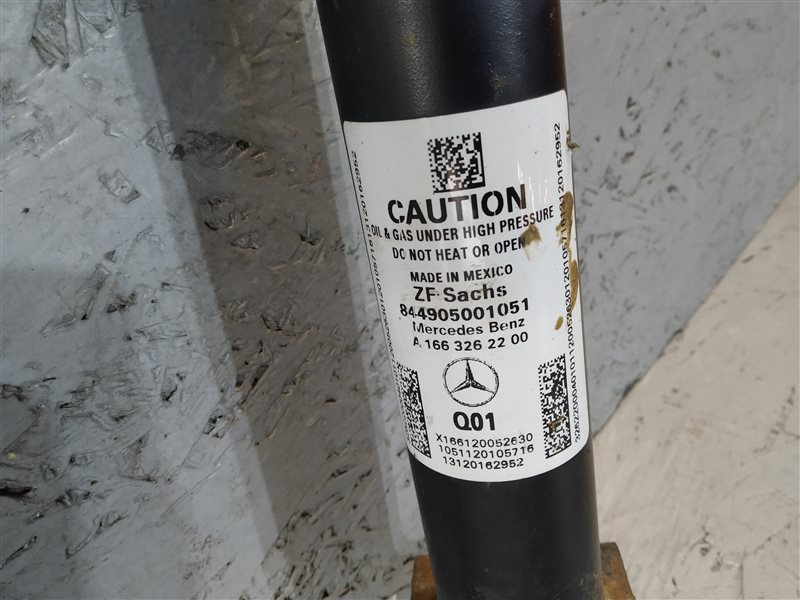 CAUTION
OIL & GAS UNDER HIGH PRESSURE
DO NOT HEAT OR OPEN
MADE IN MEXICO
ZF-Sachs
844905001051
Mercedes Benz
A 166 326 22 00
Q01
X166120052630
1051120105716
13120162952